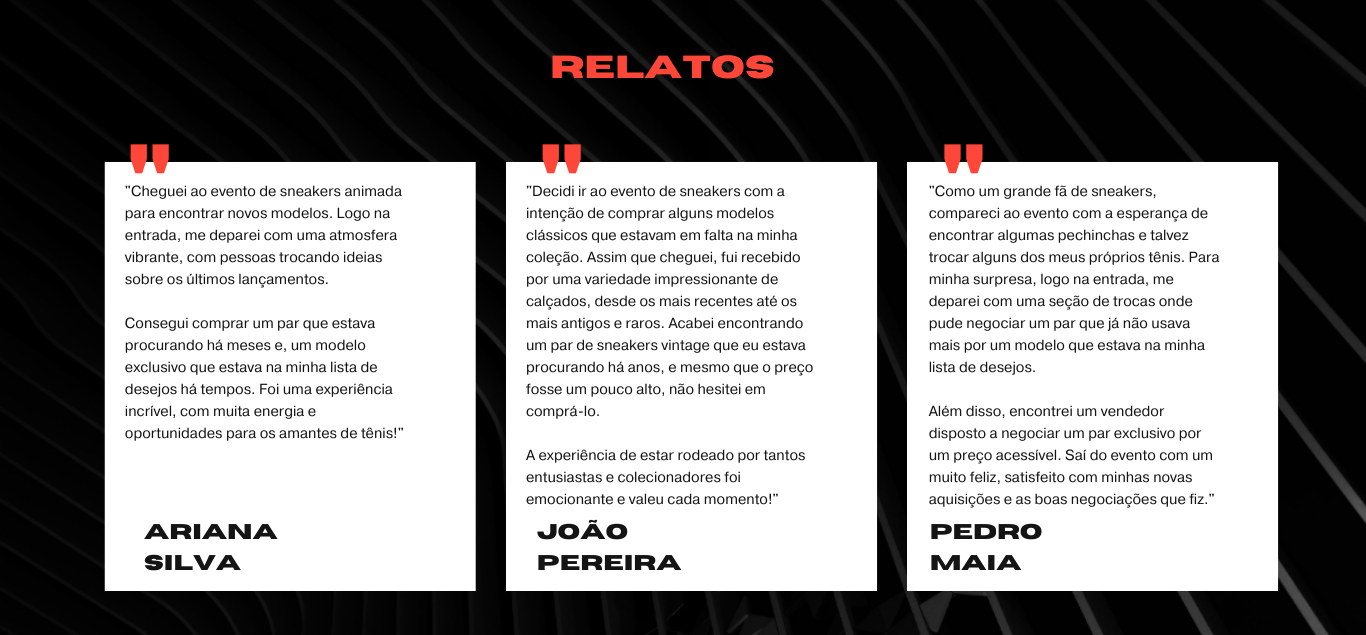 RELATOS
"Cheguei ao evento de sneakers animada
para encontrar novos modelos. Logo na
entrada, me deparei com uma atmosfera
vibrante, com pessoas trocando ideias
sobre os últimos lançamentos.
Consegui comprar um par que estava
procurando há meses e, um modelo
exclusivo que estava na minha lista de
desejos há tempos. Foi uma experiência
incrível, com muita energia e
oportunidades para os amantes de tênis!"
ARIANA
SILVA
"Decidi ir ao evento de sneakers com a
intenção de comprar alguns modelos
clássicos que estavam em falta na minha
coleção. Assim que cheguei, fui recebido
por uma variedade impressionante de
calçados, desde os mais recentes até os
mais antigos e raros. Acabei encontrando
um par de sneakers vintage que eu estava
procurando há anos, e mesmo que o preço
fosse um pouco alto, não hesitei em
comprá-lo.
A experiência de estar rodeado por tantos
entusiastas e colecionadores foi
emocionante e valeu cada momento!"
JOÃO
PEREIRA
"Como um grande fã de sneakers,
compareci ao evento com a esperança de
encontrar algumas pechinchas e talvez
trocar alguns dos meus próprios tênis. Para
minha surpresa, logo na entrada, me
deparei com uma seção de trocas onde
pude negociar um par que já não usava
mais por um modelo que estava na minha
lista de desejos.
Além disso, encontrei um vendedor
disposto a negociar um par exclusivo por
um preço acessível. Saí do evento com um
muito feliz, satisfeito com minhas novas
aquisições e as boas negociações que fiz."
PEDRO
MAIA